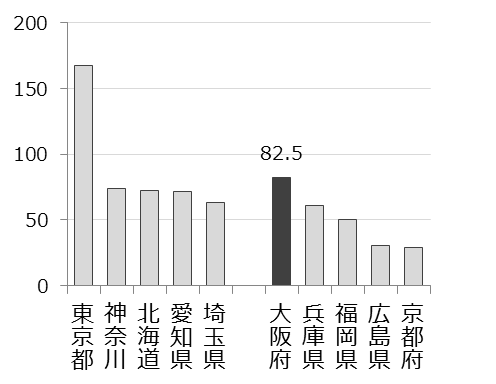 200
150
100
50
0
82.5
東京都
神奈川
北海道
愛知県
埼玉県
大阪府
兵庫県
福岡県
広島県
京都府